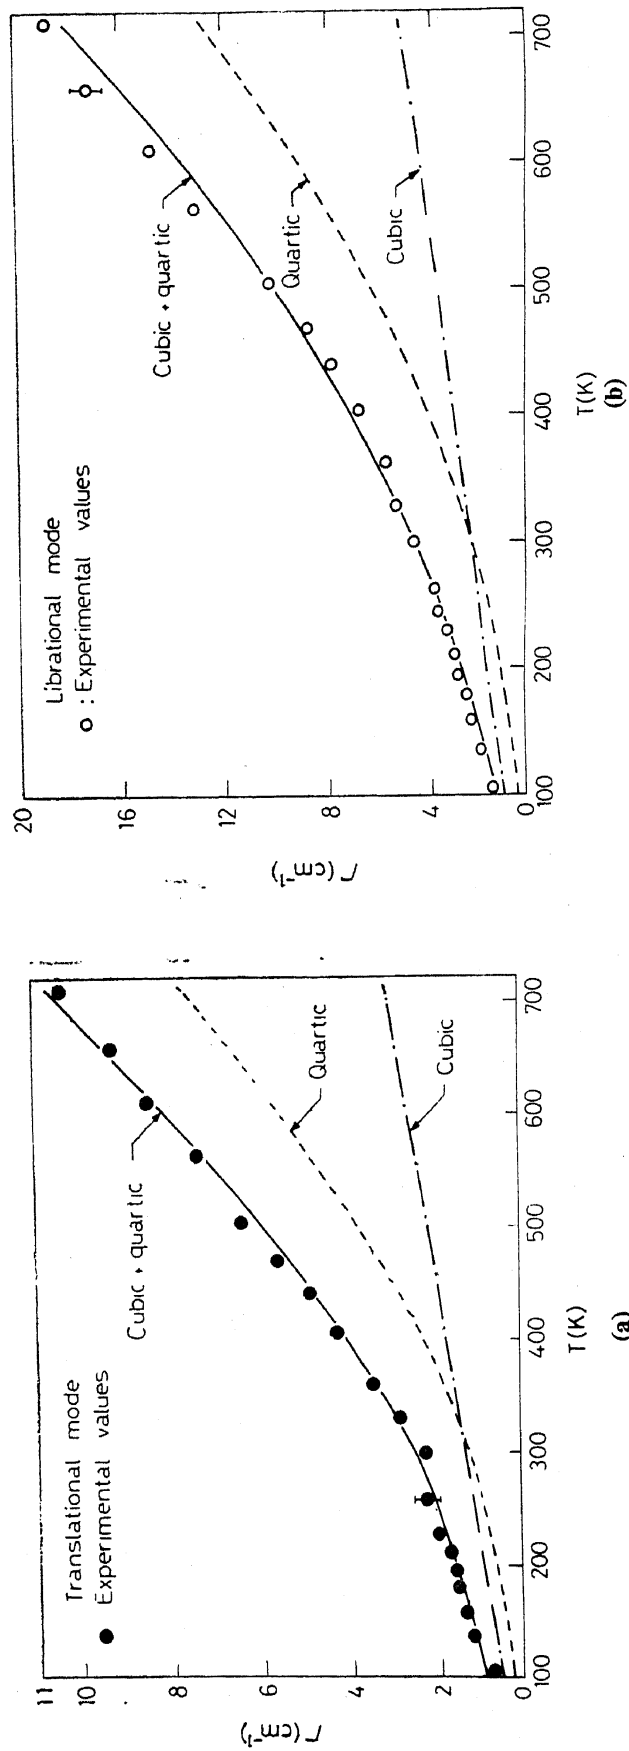 Translational mode
● Experimental values
Cubic + quartic
Quartic
Cubic
Γ (cm⁻¹)
11
10
8
6
4
2
0
100
200
300
400
500
600
700
T(K)
(a)
Librational mode
o : Experimental values
Cubic + quartic
Quartic
Cubic
Γ (cm⁻¹)
20
16
12
8
4
0
100
200
300
400
500
600
700
T(K)
(b)